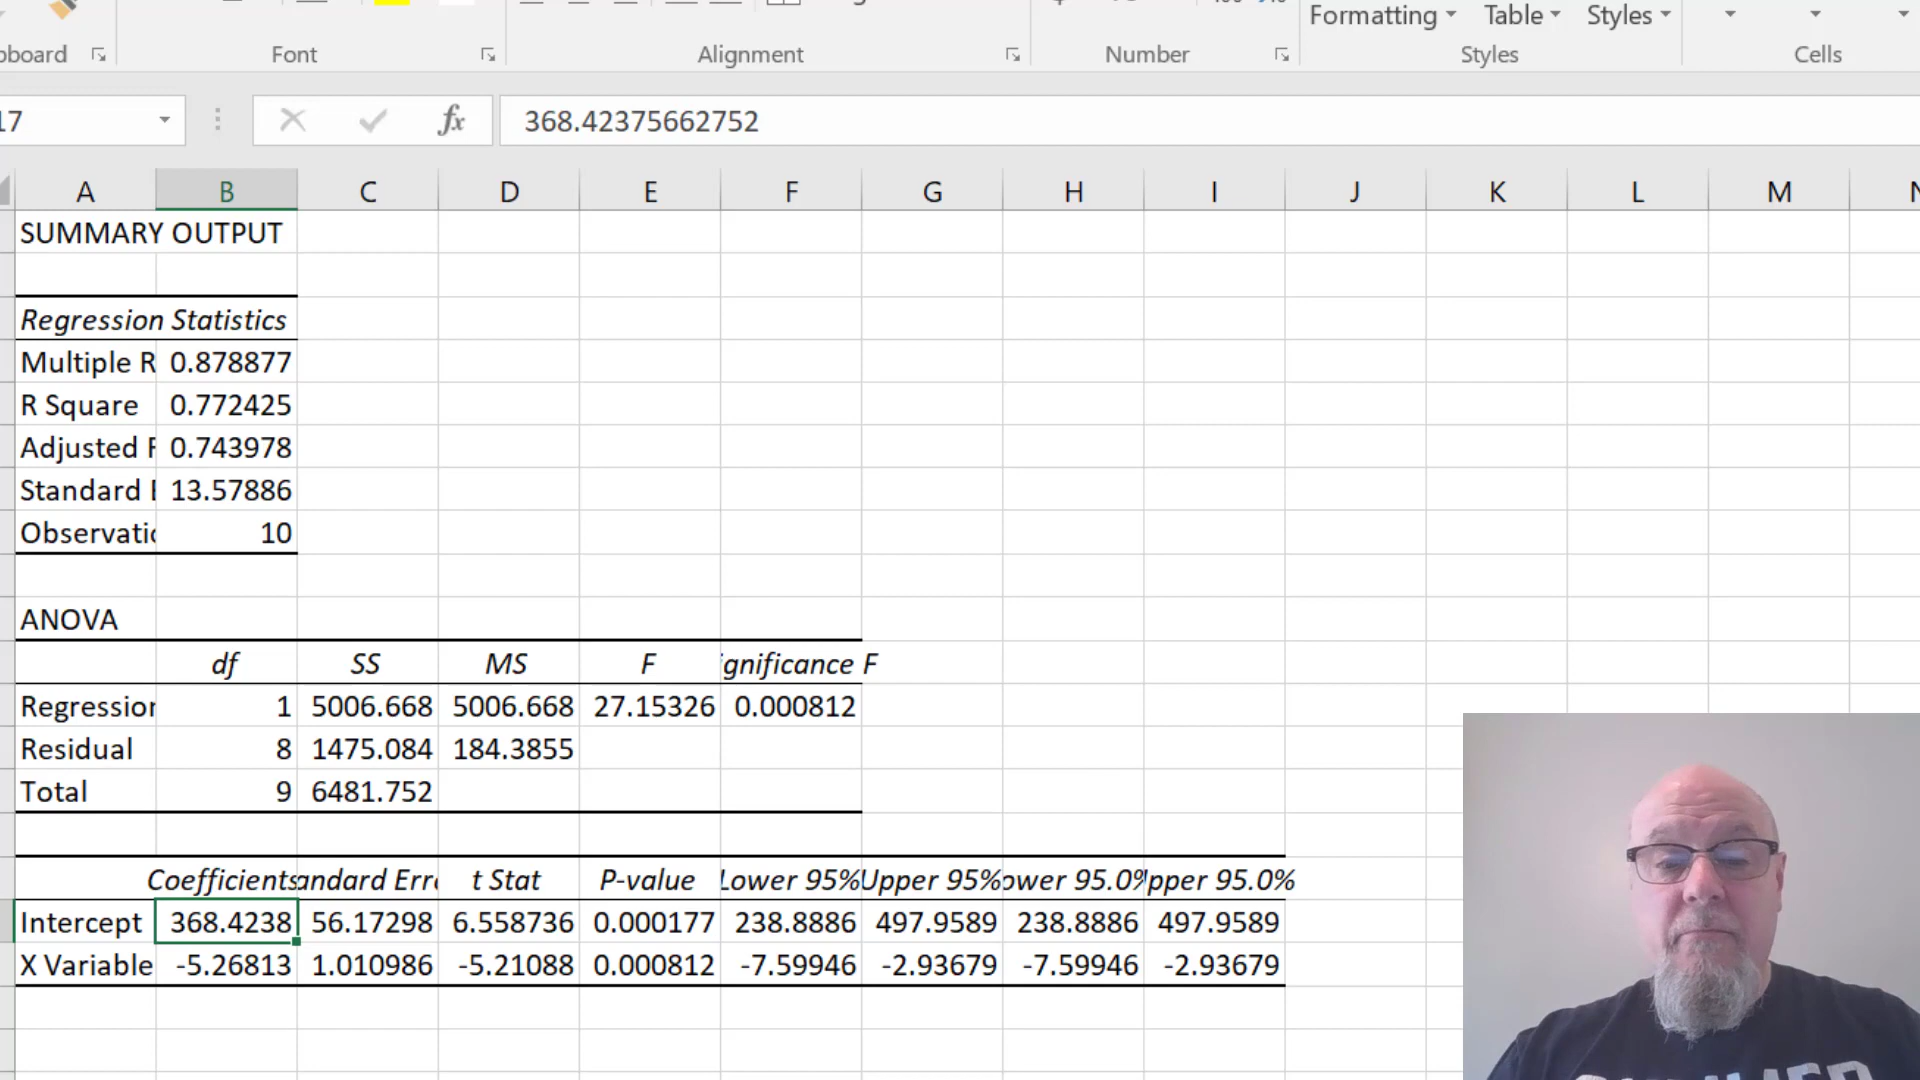 Formatting Table Styles
Font Alignment Number Styles Cells
17 fx 368.42375662752
A B C D E F G H I J K L M
SUMMARY OUTPUT
Regression Statistics
Multiple R 0.878877
R Square 0.772425
Adjusted 0.743978
Standard 13.57886
Observatio 10
ANOVA
df SS MS F gnificance F
Regression 1 5006.668 5006.668 27.15326 0.000812
Residual 8 1475.084 184.3855
Total 9 6481.752
Coefficients andard Erro t Stat P-value Lower 95% Upper 95% ower 95.0% pper 95.0%
Intercept 368.4238 56.17298 6.558736 0.000177 238.8886 497.9589 238.8886 497.9589
X Variable -5.26813 1.010986 -5.21088 0.000812 -7.59946 -2.93679 -7.59946 -2.93679